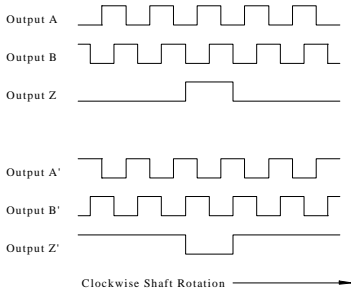 Output A
Output B
Output Z
Output A'
Output B'
Output Z'
Clockwise Shaft Rotation